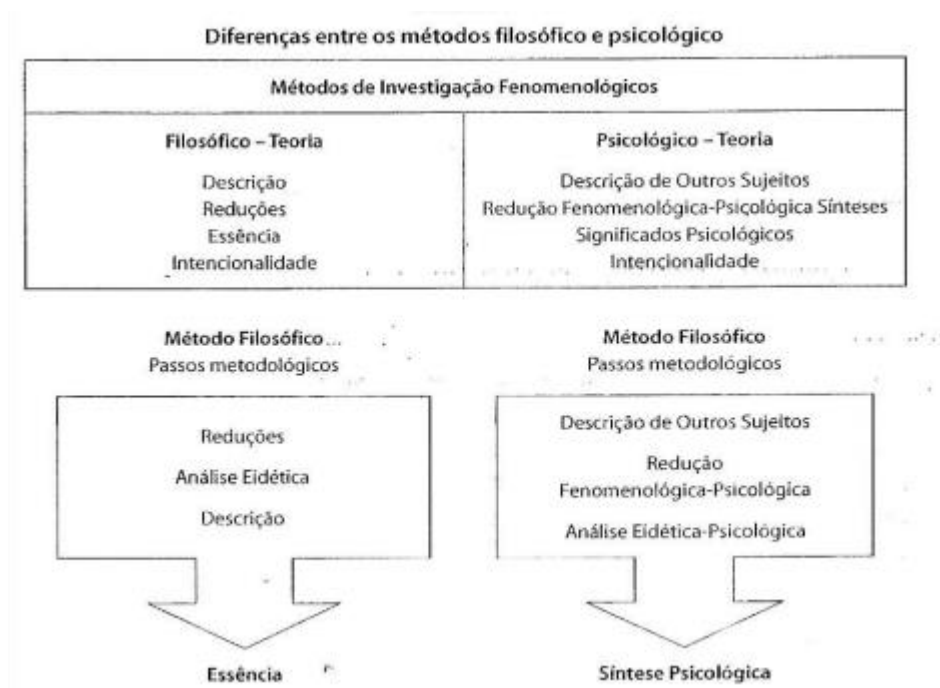 Diferenças entre os métodos filosófico e psicológico
Métodos de Investigação Fenomenológicos
Filosófico – Teoria
Descrição
Reduções
Essência
Intencionalidade
Psicológico – Teoria
Descrição de Outros Sujeitos
Redução Fenomenológica-Psicológica Sínteses
Significados Psicológicos
Intencionalidade
Método Filosófico
Passos metodológicos
Reduções
Análise Eidética
Descrição
Essência
Método Filosófico
Passos metodológicos
Descrição de Outros Sujeitos
Redução
Fenomenológica-Psicológica
Análise Eidética-Psicológica
Síntese Psicológica